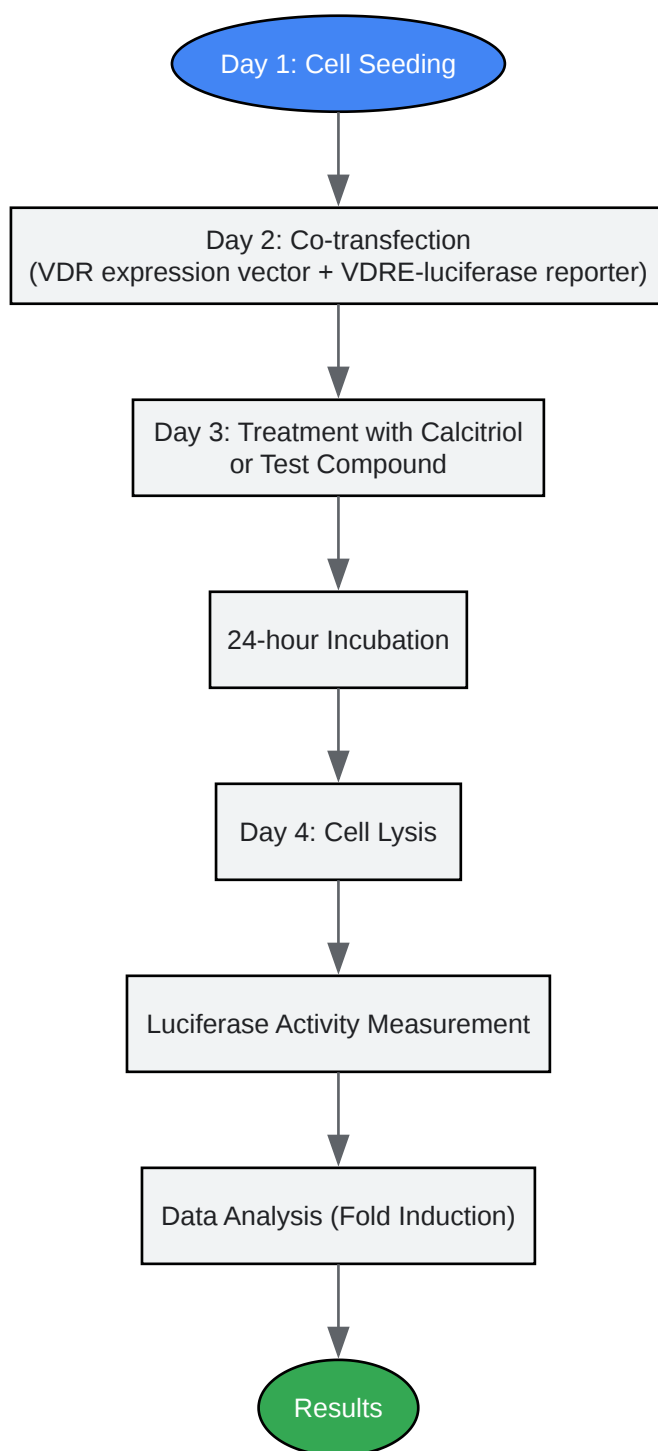 Day 1: Cell Seeding
Day 2: Co-transfection
(VDR expression vector + VDRE-luciferase reporter)
Day 3: Treatment with Calcitriol
or Test Compound
24-hour Incubation
Day 4: Cell Lysis
Luciferase Activity Measurement
Data Analysis (Fold Induction)
Results